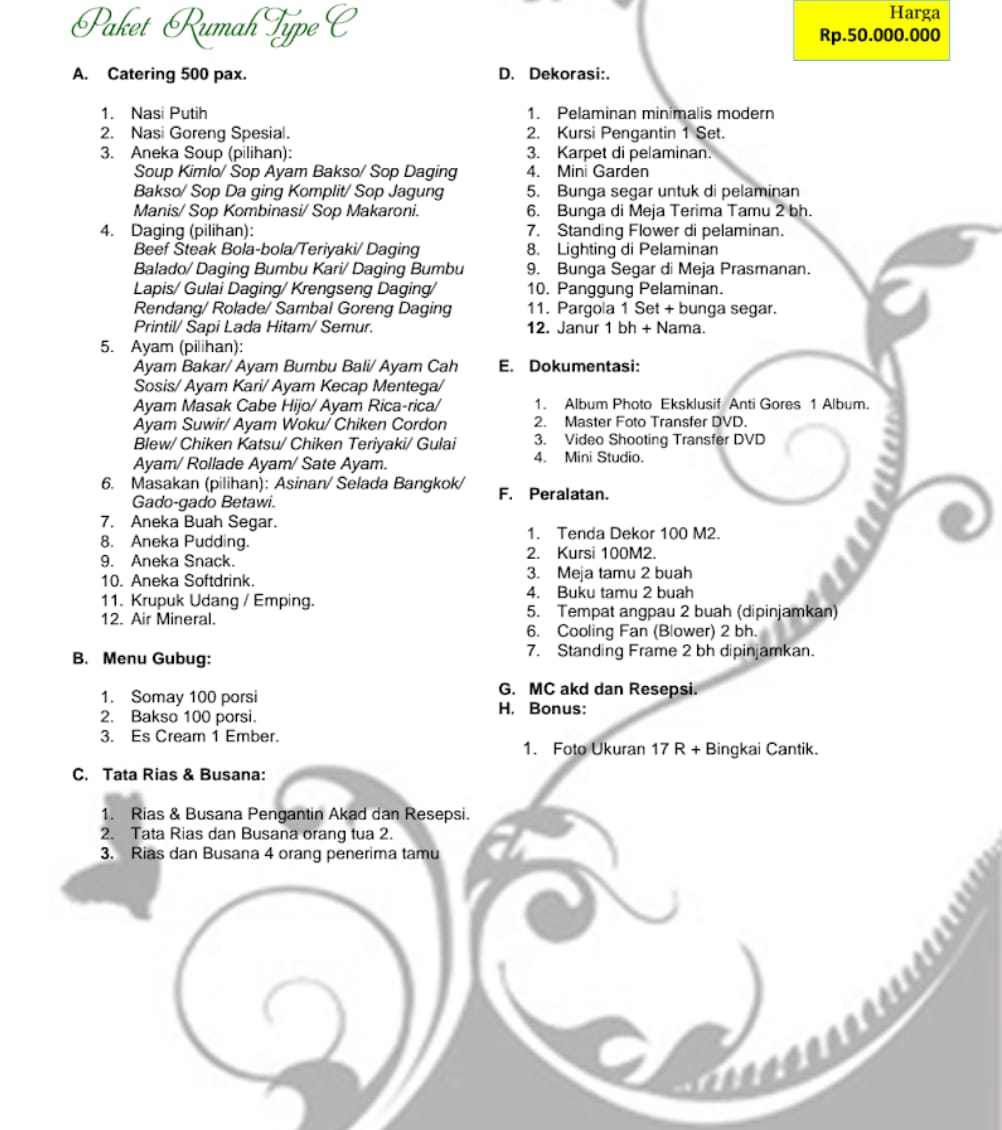 Paket Rumah Type C
Harga
Rp.50.000.000
A. Catering 500 pax.
1. Nasi Putih
2. Nasi Goreng Spesial.
3. Aneka Soup (pilihan):
Soup Kimlo/ Sop Ayam Bakso/ Sop Daging
Bakso/ Sop Da ging Komplit/ Sop Jagung
Manis/ Sop Kombinasi/ Sop Makaroni.
4. Daging (pilihan):
Beef Steak Bola-bola/Teriyaki/ Daging
Balado/ Daging Bumbu Kari/ Daging Bumbu
Lapis/ Gulai Daging/ Krengseng Daging/
Rendang/ Rolade/ Sambal Goreng Daging
Printil/ Sapi Lada Hitam/ Semur.
5. Ayam (pilihan):
Ayam Bakar/ Ayam Bumbu Bali/ Ayam Cah
Sosis/ Ayam Kari/ Ayam Kecap Mentega/
Ayam Masak Cabe Hijo/ Ayam Rica-rica/
Ayam Suwir/ Ayam Woku/ Chiken Cordon
Blew/ Chiken Katsu/ Chiken Teriyaki/ Gulai
Ayam/ Rollade Ayam/ Sate Ayam.
6. Masakan (pilihan): Asinan/ Selada Bangkok/
Gado-gado Betawi.
7. Aneka Buah Segar.
8. Aneka Pudding.
9. Aneka Snack.
10. Aneka Softdrink.
11. Krupuk Udang / Emping.
12. Air Mineral.
B. Menu Gubug:
1. Somay 100 porsi
2. Bakso 100 porsi.
3. Es Cream 1 Ember.
C. Tata Rias & Busana:
1. Rias & Busana Pengantin Akad dan Resepsi.
2. Tata Rias dan Busana orang tua 2.
3. Rias dan Busana 4 orang penerima tamu
D. Dekorasi:.
1. Pelaminan minimalis modern
2. Kursi Pengantin 1 Set.
3. Karpet di pelaminan.
4. Mini Garden
5. Bunga segar untuk di pelaminan
6. Bunga di Meja Terima Tamu 2 bh.
7. Standing Flower di pelaminan.
8. Lighting di Pelaminan
9. Bunga Segar di Meja Prasmanan.
10. Panggung Pelaminan.
11. Pargola 1 Set + bunga segar.
12. Janur 1 bh + Nama.
E. Dokumentasi:
1. Album Photo Eksklusif Anti Gores 1 Album.
2. Master Foto Transfer DVD.
3. Video Shooting Transfer DVD
4. Mini Studio.
F. Peralatan.
1. Tenda Dekor 100 M2.
2. Kursi 100M2.
3. Meja tamu 2 buah
4. Buku tamu 2 buah
5. Tempat angpau 2 buah (dipinjamkan)
6. Cooling Fan (Blower) 2 bh.
7. Standing Frame 2 bh dipinjamkan.
G. MC akd dan Resepsi.
H. Bonus:
1. Foto Ukuran 17 R + Bingkai Cantik.